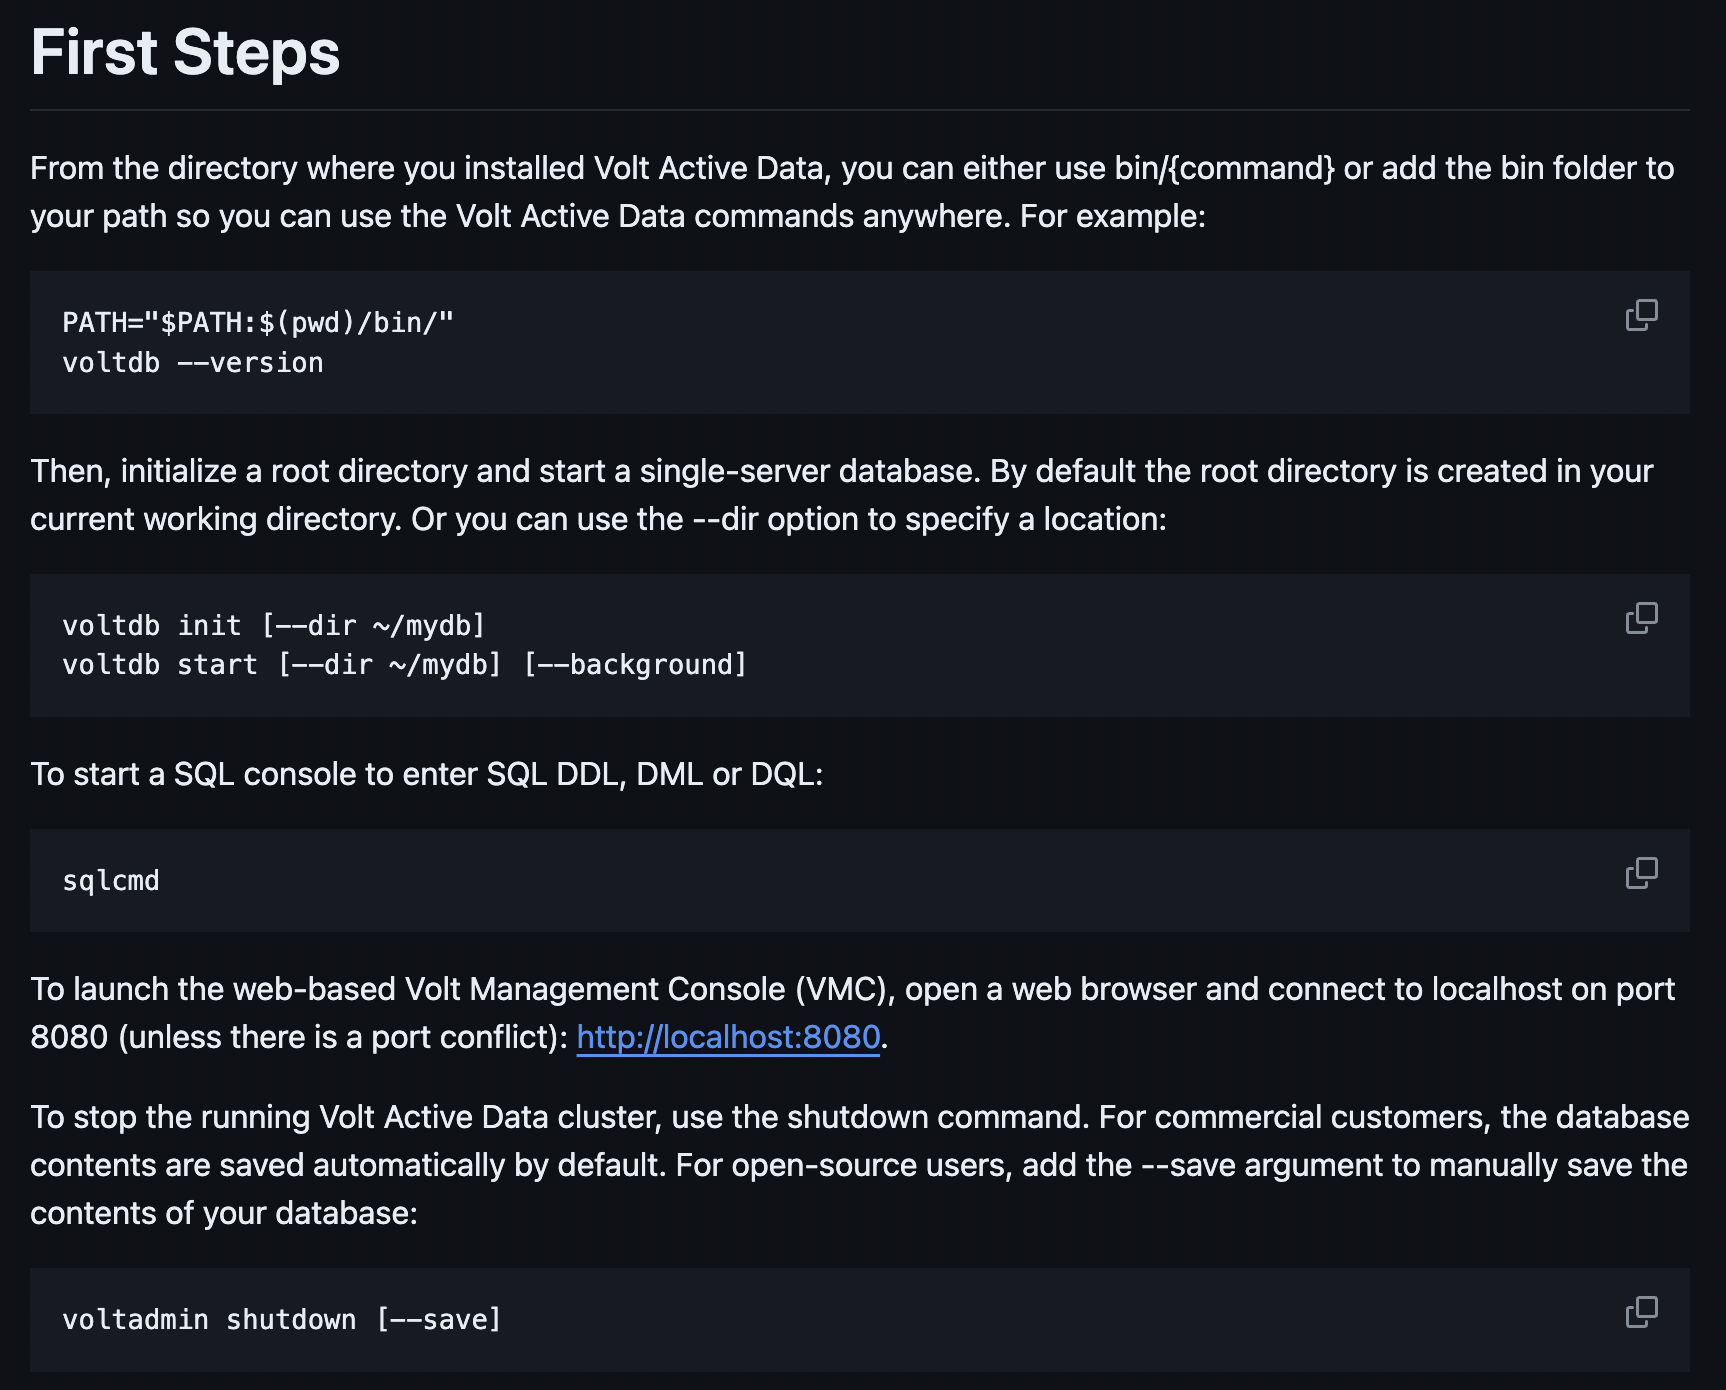 First Steps
From the directory where you installed Volt Active Data, you can either use bin/{command} or add the bin folder to
your path so you can use the Volt Active Data commands anywhere. For example:
PATH="$PATH:$(pwd)/bin/"
voltdb --version
Then, initialize a root directory and start a single-server database. By default the root directory is created in your
current working directory. Or you can use the --dir option to specify a location:
voltdb init [--dir ~/mydb]
voltdb start [--dir ~/mydb] [--background]
To start a SQL console to enter SQL DDL, DML or DQL:
sqlcmd
To launch the web-based Volt Management Console (VMC), open a web browser and connect to localhost on port
8080 (unless there is a port conflict): http://localhost:8080.
To stop the running Volt Active Data cluster, use the shutdown command. For commercial customers, the database
contents are saved automatically by default. For open-source users, add the --save argument to manually save the
contents of your database:
voltadmin shutdown [--save]